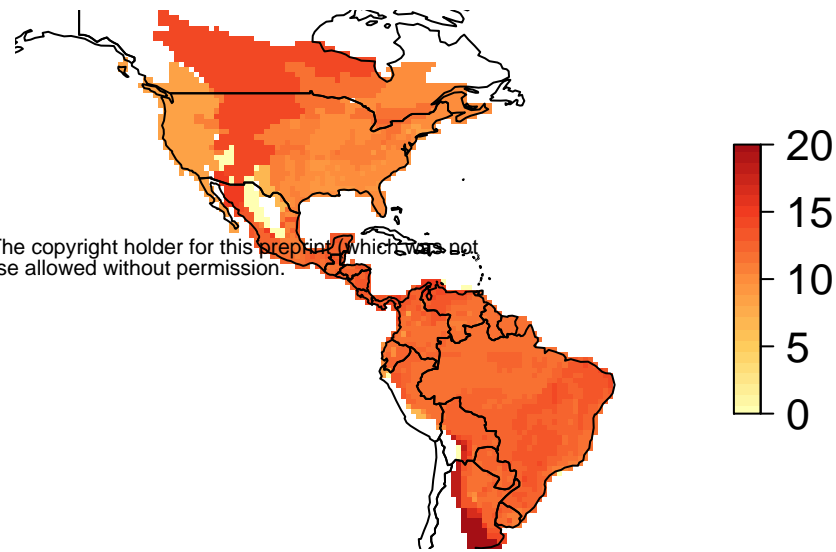 The copyright holder for this preprint (which was not
se allowed without permission.
20
15
10
5
0